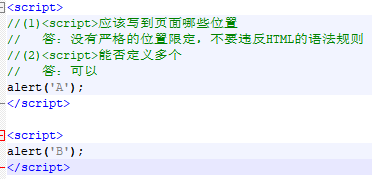 <script>
//(1)<script>应该写到页面哪些位置
//   答: 没有严格的位置限定, 不要违反HTML的语法规则
//(2)<script>能否定义多个
//   答: 可以
alert('A');
</script>
<script>
alert('B');
</script>